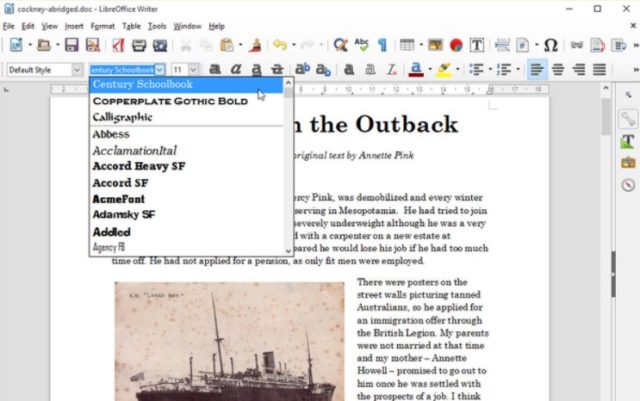 cockney-abridged.doc - LibreOffice Writer
File Edit View Insert Format Table Tools Window Help
Default Style
entury Schoolbook
11
Century Schoolbook
Copperplate Gothic Bold
Calligraphic
Abbess
AcclamationItal
Accord Heavy SF
Accord SF
AcmeFont
Adamsky SF
Addled
Agency FB
n the Outback
original text by Annette Pink
ercy Pink, was demobilized and every winter
serving in Mesopotamia. He had tried to join
severely underweight although he was a very
d with a carpenter on a new estate at
eared he would lose his job if he had too much
time off. He had not applied for a pension, as only fit men were employed.
There were posters on the
street walls picturing tanned
Australians, so he applied for
an immigration offer through
the British Legion. My parents
were not married at that time
and my mother – Annette
Howell – promised to go out to
him once he was settled with
the prospects of a job. I think
S.S. "LARGS BAY."